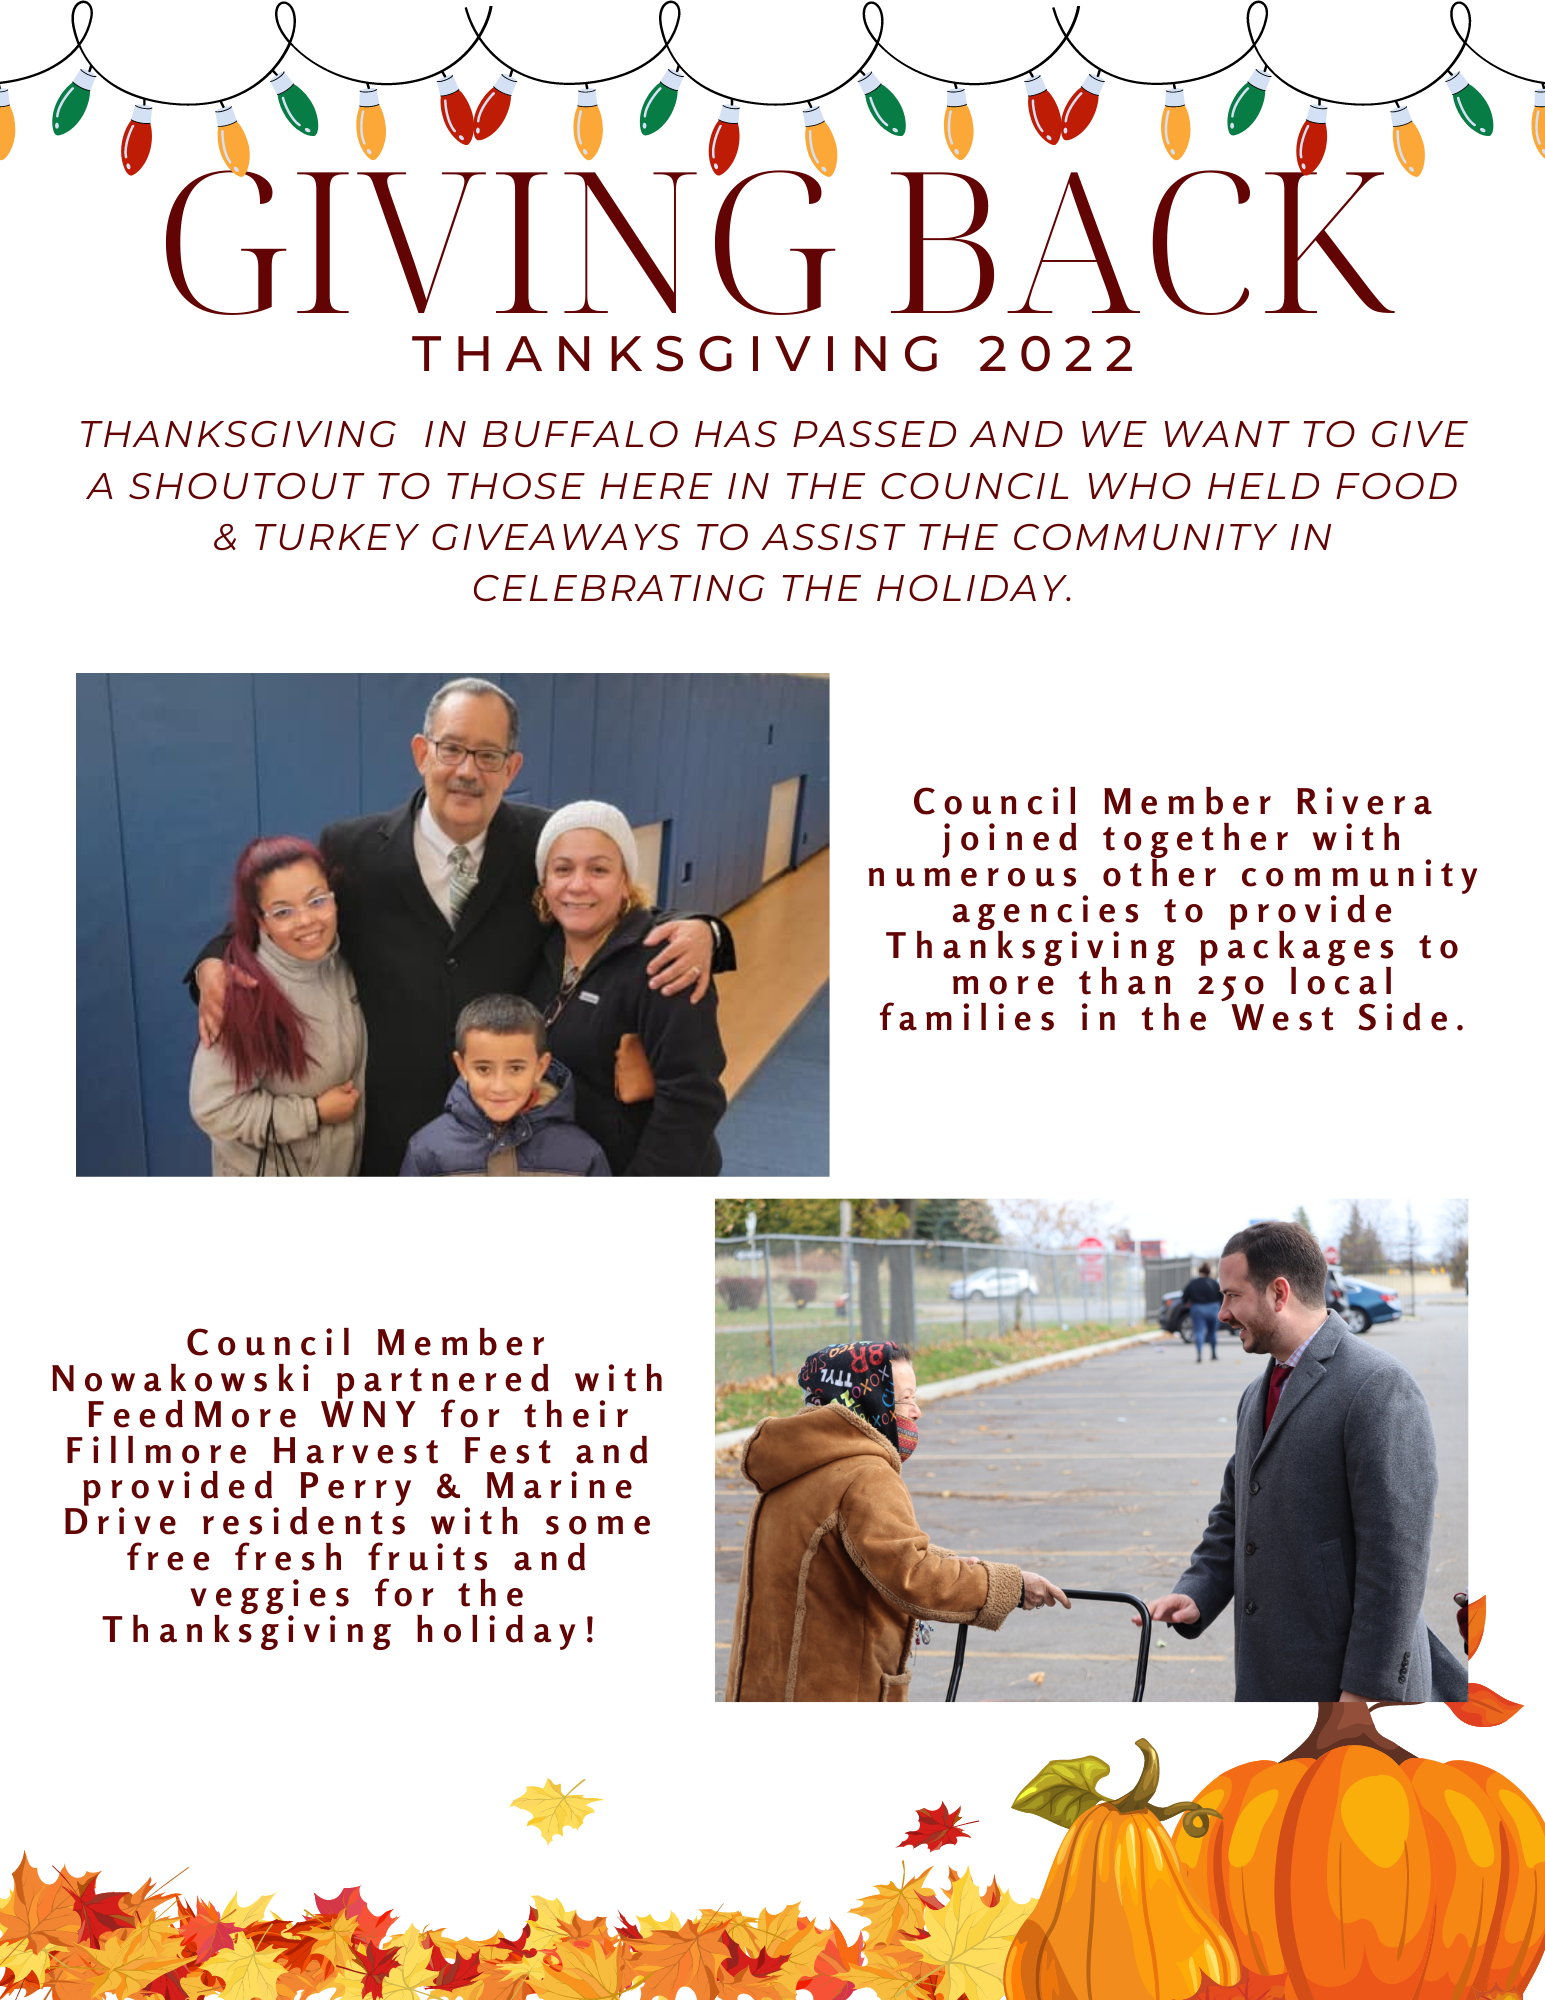 GIVING BACK
THANKSGIVING 2022
THANKSGIVING IN BUFFALO HAS PASSED AND WE WANT TO GIVE
A SHOUTOUT TO THOSE HERE IN THE COUNCIL WHO HELD FOOD
& TURKEY GIVEAWAYS TO ASSIST THE COMMUNITY IN
CELEBRATING THE HOLIDAY.
Council Member Rivera
joined together with
numerous other community
agencies to provide
Thanksgiving packages to
more than 250 local
families in the West Side.
Council Member
Nowakowski partnered with
FeedMore WNY for their
Fillmore Harvest Fest and
provided Perry & Marine
Drive residents with some
free fresh fruits and
veggies for the
Thanksgiving holiday!
TTYL
XOXO